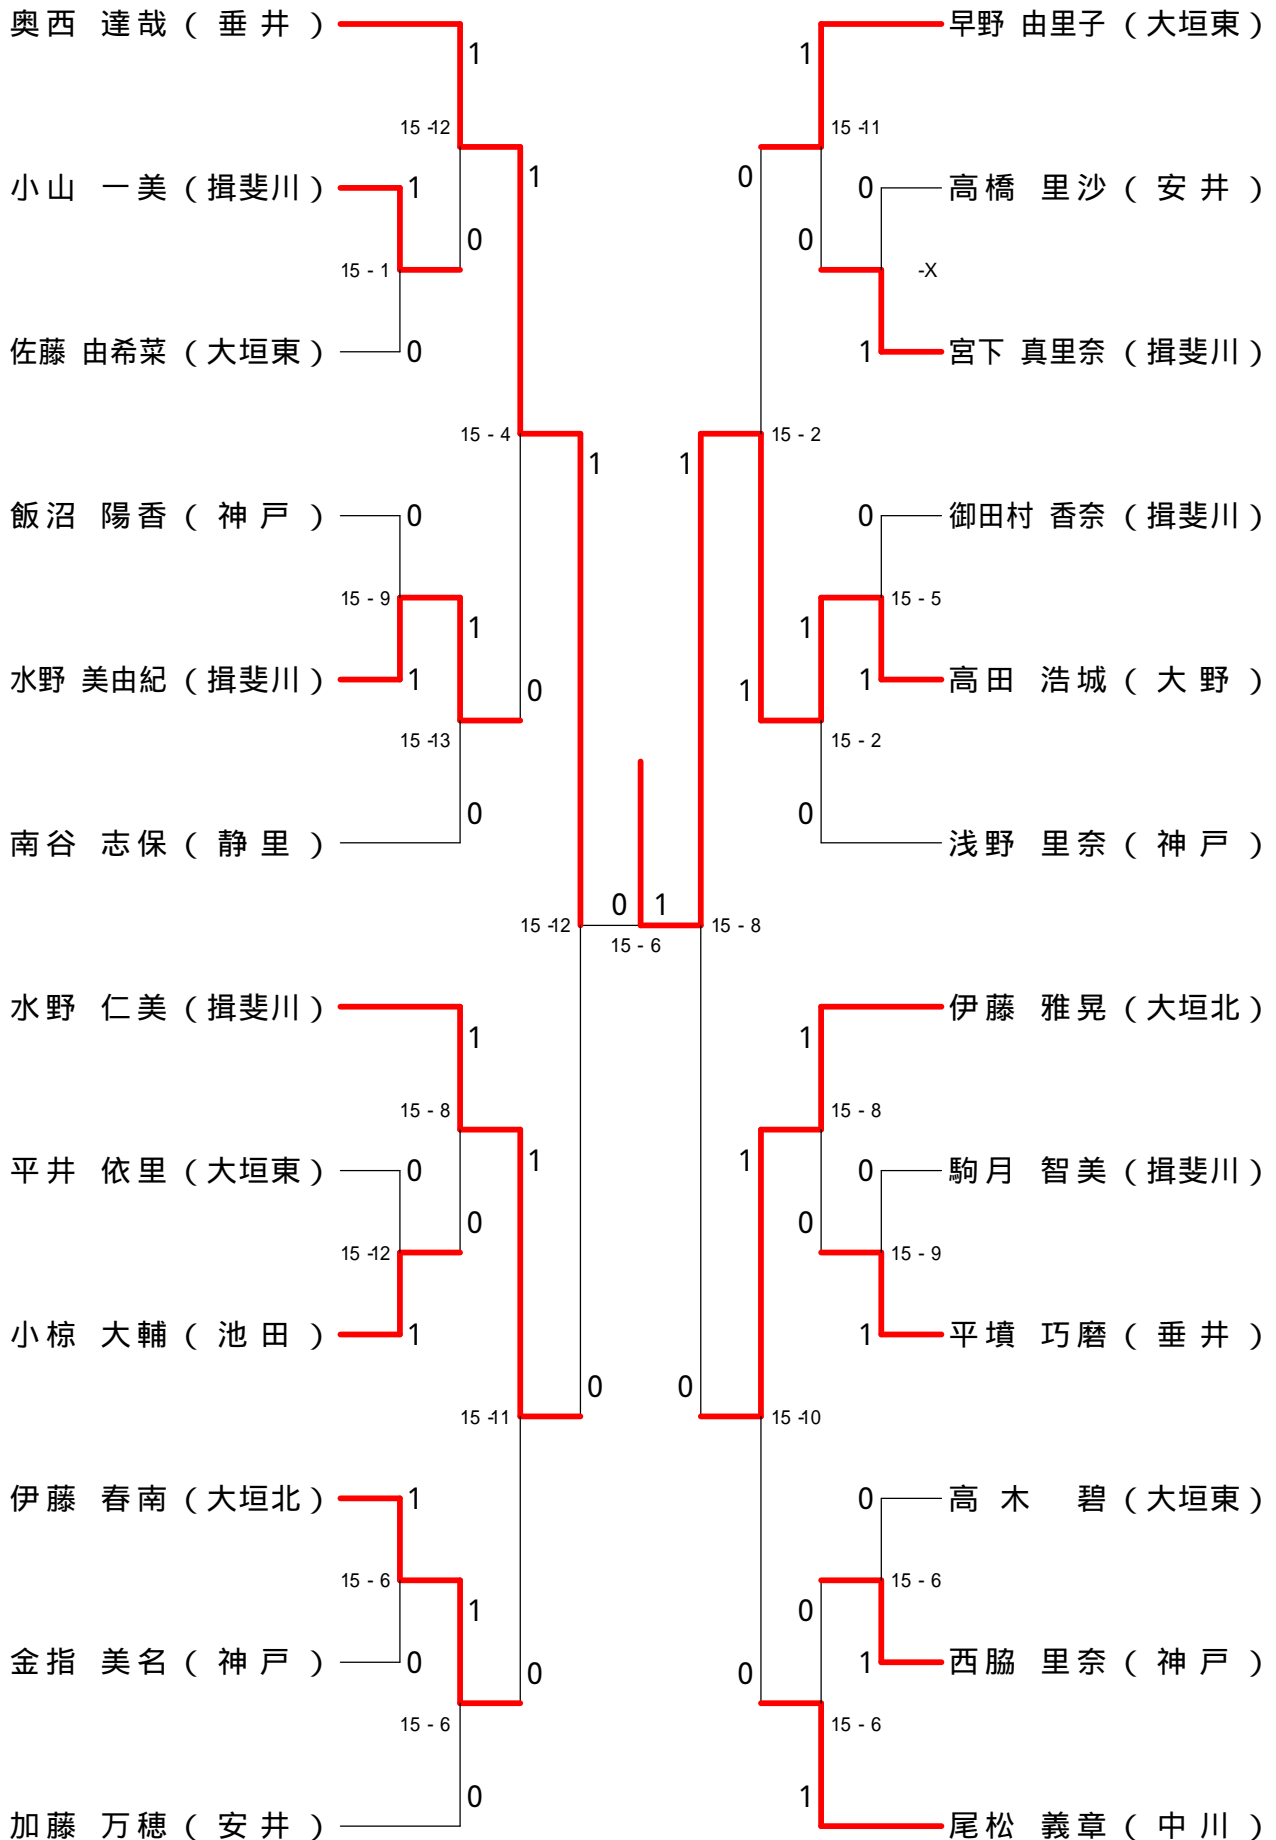 奥西 達哉 ( 垂井 )
1
15 -12
小山 一美 ( 揖斐川 )
1
1
0
15 - 1
佐藤 由希菜 ( 大垣東 )
0
15 - 4
1
飯沼 陽香 ( 神戸 )
0
15 - 9
1
水野 美由紀 ( 揖斐川 )
1
0
15 -13
南谷 志保 ( 静里 )
0
15 -12
0
1
15 - 6
15 - 8
水野 仁美 ( 揖斐川 )
1
15 - 8
平井 依里 ( 大垣東 )
0
1
0
15 -12
小椋 大輔 ( 池田 )
1
0
15 -11
伊藤 春南 ( 大垣北 )
1
15 - 6
1
金指 美名 ( 神戸 )
0
0
15 - 6
加藤 万穂 ( 安井 )
0
早野 由里子 ( 大垣東 )
1
15 -11
0
0
高橋 里沙 ( 安井 )
0
-X
1
宮下 真里奈 ( 揖斐川 )
15 - 2
1
0
御田村 香奈 ( 揖斐川 )
15 - 5
1
1
1
高田 浩城 ( 大野 )
15 - 2
0
浅野 里奈 ( 神戸 )
伊藤 雅晃 ( 大垣北 )
1
15 - 8
1
0
駒月 智美 ( 揖斐川 )
0
15 - 9
1
平墳 巧磨 ( 垂井 )
0
15 -10
0
高木 碧 ( 大垣東 )
15 - 6
0
0
1
西脇 里奈 ( 神戸 )
15 - 6
1
尾松 義章 ( 中川 )